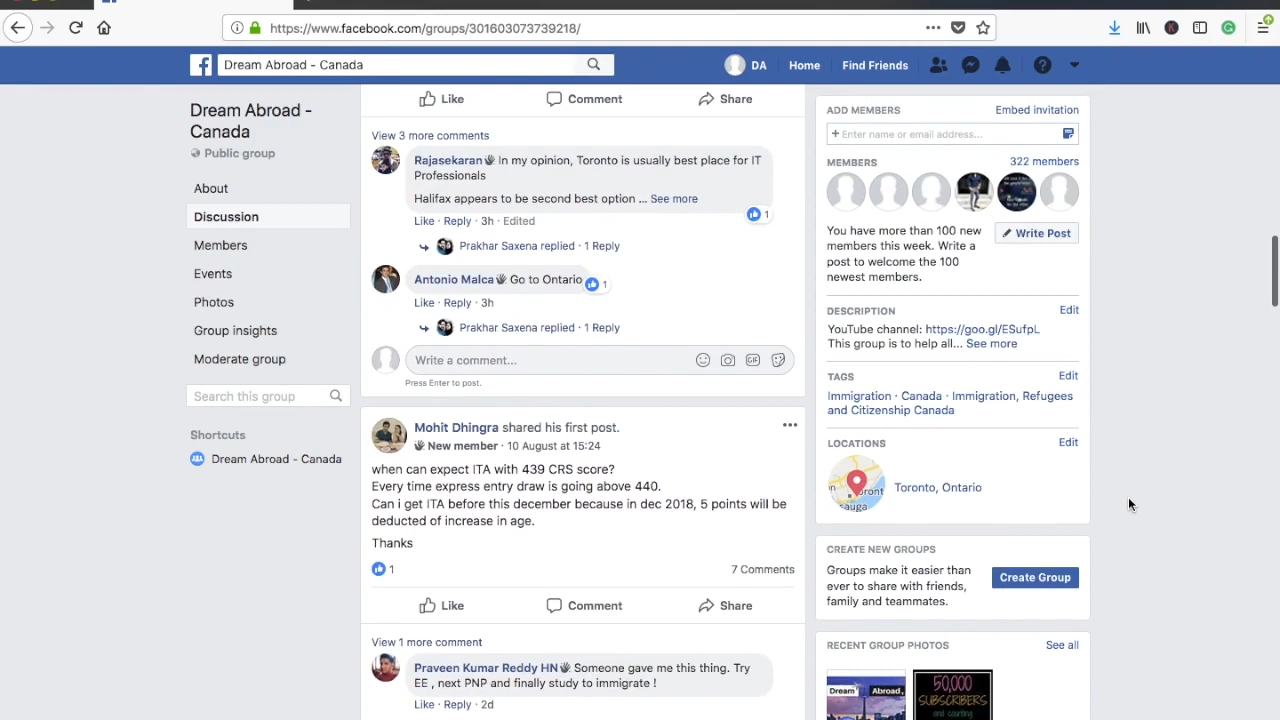 https://www.facebook.com/groups/301603073739218/
Dream Abroad - Canada
DA
Home
Find Friends
Dream Abroad -
Canada
Public group
About
Discussion
Members
Events
Photos
Group insights
Moderate group
Search this group
Shortcuts
Dream Abroad - Canada
Like
Comment
Share
View 3 more comments
Rajasekaran In my opinion, Toronto is usually best place for IT
Professionals
Halifax appears to be second best option ... See more
1
Like · Reply · 3h · Edited
Prakhar Saxena replied · 1 Reply
Antonio Malca Go to Ontario
1
Like · Reply · 3h
Prakhar Saxena replied · 1 Reply
Write a comment...
GIF
Press Enter to post.
Mohit Dhingra shared his first post.
New member · 10 August at 15:24
when can expect ITA with 439 CRS score?
Every time express entry draw is going above 440.
Can i get ITA before this december because in dec 2018, 5 points will be
deducted of increase in age.
Thanks
1
7 Comments
Like
Comment
Share
View 1 more comment
Praveen Kumar Reddy HN Someone gave me this thing. Try
EE , next PNP and finally study to immigrate !
Like · Reply · 2d
ADD MEMBERS
Embed invitation
+ Enter name or email address...
MEMBERS
322 members
You have more than 100 new
members this week. Write a
post to welcome the 100
newest members.
Write Post
DESCRIPTION
Edit
YouTube channel: https://goo.gl/ESufpL
This group is to help all... See more
TAGS
Edit
Immigration · Canada · Immigration, Refugees
and Citizenship Canada
LOCATIONS
Edit
Toronto, Ontario
CREATE NEW GROUPS
Groups make it easier than
ever to share with friends,
family and teammates.
Create Group
RECENT GROUP PHOTOS
See all
Dream Abroad,
50,000
SUBSCRIBERS
and counting